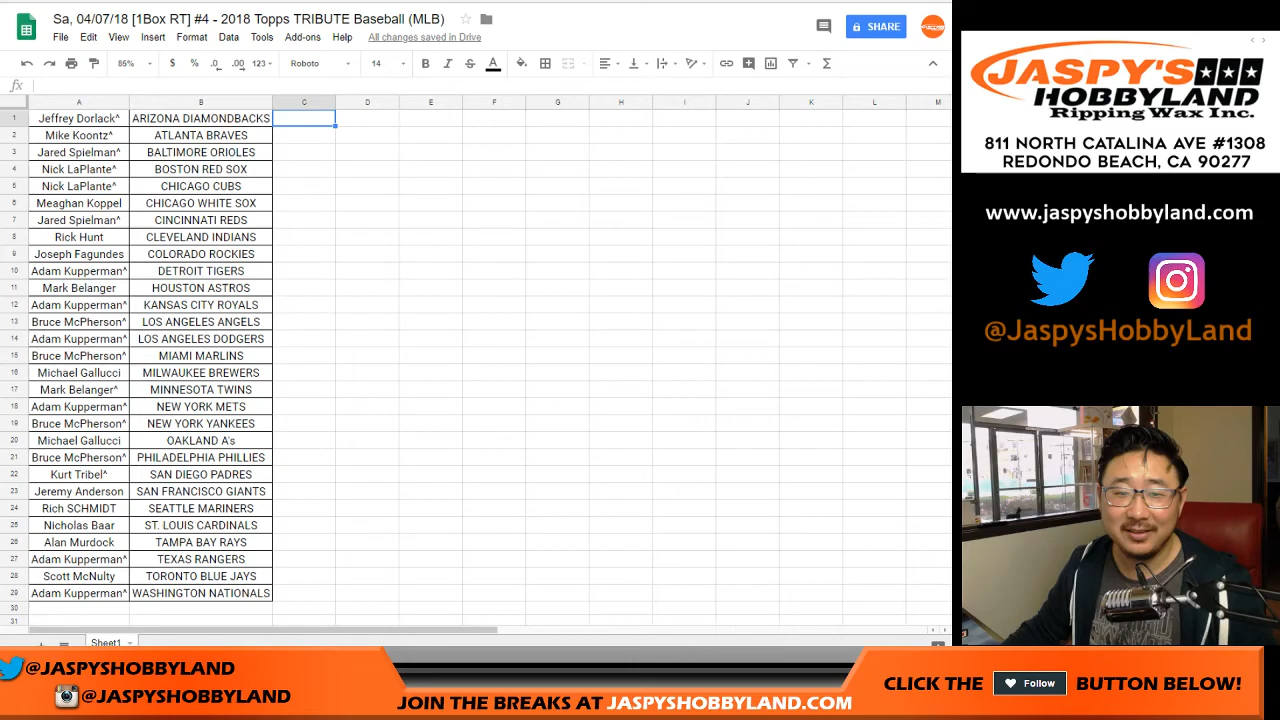 Sa, 04/07/18 [1Box RT] #4 - 2018 Topps TRIBUTE Baseball (MLB)
SHARE
File Edit View Insert Format Data Tools Add-ons Help All changes saved in Drive
85% $ % .0 .00 123 Roboto 14 B I S A
fx
A B C D E F G H I J K L M
1 Jeffrey Dorlack^ ARIZONA DIAMONDBACKS
2 Mike Koontz^ ATLANTA BRAVES
3 Jared Spielman^ BALTIMORE ORIOLES
4 Nick LaPlante^ BOSTON RED SOX
5 Nick LaPlante^ CHICAGO CUBS
6 Meaghan Koppel CHICAGO WHITE SOX
7 Jared Spielman^ CINCINNATI REDS
8 Rick Hunt CLEVELAND INDIANS
9 Joseph Fagundes COLORADO ROCKIES
10 Adam Kupperman^ DETROIT TIGERS
11 Mark Belanger HOUSTON ASTROS
12 Adam Kupperman^ KANSAS CITY ROYALS
13 Bruce McPherson^ LOS ANGELES ANGELS
14 Adam Kupperman^ LOS ANGELES DODGERS
15 Bruce McPherson^ MIAMI MARLINS
16 Michael Gallucci MILWAUKEE BREWERS
17 Mark Belanger^ MINNESOTA TWINS
18 Adam Kupperman^ NEW YORK METS
19 Bruce McPherson^ NEW YORK YANKEES
20 Michael Gallucci OAKLAND A's
21 Bruce McPherson^ PHILADELPHIA PHILLIES
22 Kurt Tribel^ SAN DIEGO PADRES
23 Jeremy Anderson SAN FRANCISCO GIANTS
24 Rich SCHMIDT SEATTLE MARINERS
25 Nicholas Baar ST. LOUIS CARDINALS
26 Alan Murdock TAMPA BAY RAYS
27 Adam Kupperman^ TEXAS RANGERS
28 Scott McNulty TORONTO BLUE JAYS
29 Adam Kupperman^ WASHINGTON NATIONALS
30
31
Sheet1
JASPY'S
HOBBYLAND
Ripping Wax Inc.
811 NORTH CATALINA AVE #1308
REDONDO BEACH, CA 90277
www.jaspyshobbyland.com
@JaspysHobbyLand
@JASPYSHOBBYLAND
@JASPYSHOBBYLAND
JOIN THE BREAKS AT JASPYSHOBBYLAND.COM
CLICK THE Follow BUTTON BELOW!